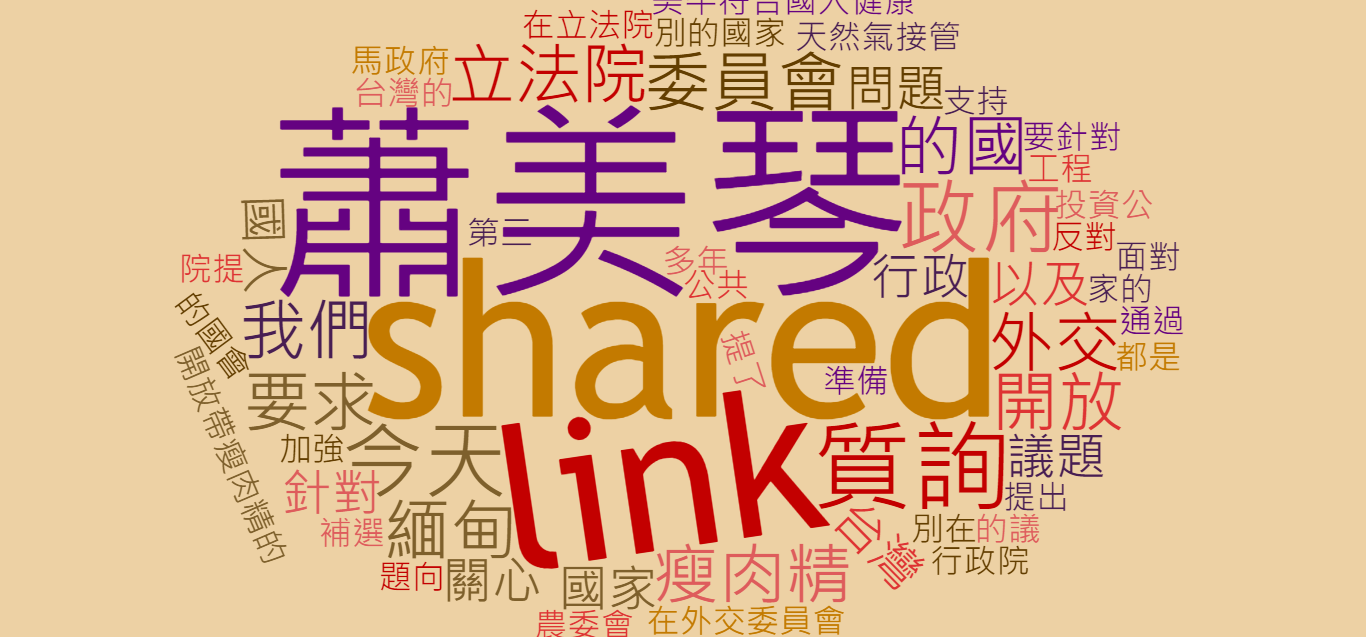 美牛符合國人健康
在立法院
別的國家
天然氣接管
馬政府
立法院
委員會
問題
台灣的
支持
蕭美琴
的國
要針對
工程
政府
投資公
國人
第三
反對
院提
多年
公共
行政
以及
面對
家的
的國會
我們
shared
外交
通過
提了
都是
開放帶瘦肉精的
要求
準備
開放
link
加強
今天
質詢
議題
針對
提出
緬甸
補選
台灣
別在
的議
題向
關心
國家
瘦肉精
行政院
農委會
在外交委員會